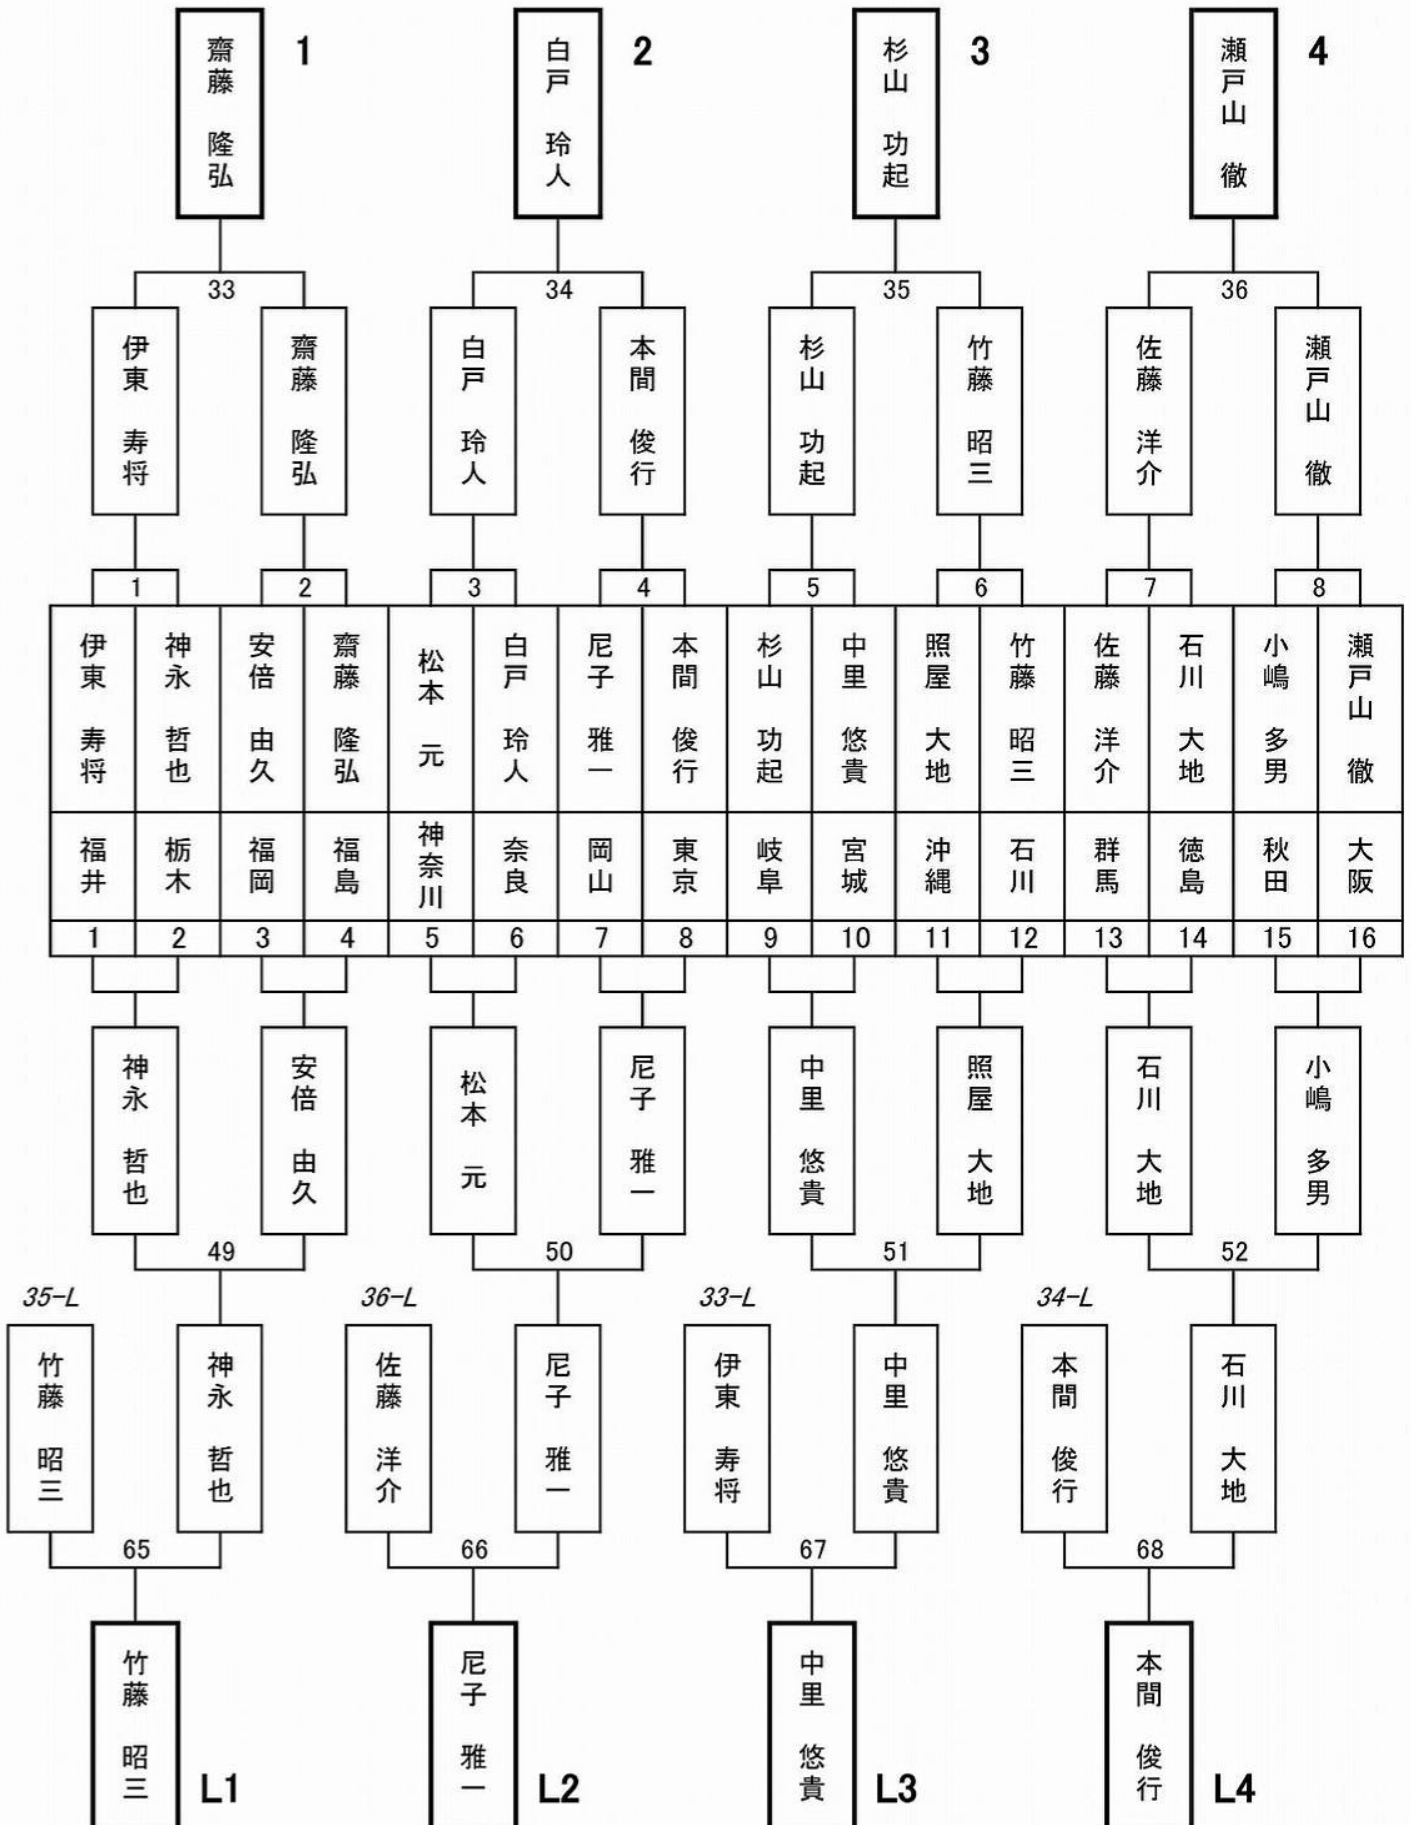 齋藤 隆弘
1
白戸 玲人
2
杉山 功起
3
瀬戸山 徹
4
33
34
35
36
伊東 寿将
齋藤 隆弘
白戸 玲人
本間 俊行
杉山 功起
竹藤 昭三
佐藤 洋介
瀬戸山 徹
1
2
3
4
5
6
7
8
伊東 寿将
神永 哲也
安倍 由久
齋藤 隆弘
松本 元
白戸 玲人
尼子 雅一
本間 俊行
杉山 功起
中里 悠貴
照屋 大地
竹藤 昭三
佐藤 洋介
石川 大地
小嶋 多男
瀬戸山 徹
福井
栃木
福岡
福島
神奈川
奈良
岡山
東京
岐阜
宮城
沖縄
石川
群馬
徳島
秋田
大阪
1
2
3
4
5
6
7
8
9
10
11
12
13
14
15
16
神永 哲也
安倍 由久
松本 元
尼子 雅一
中里 悠貴
照屋 大地
石川 大地
小嶋 多男
49
50
51
52
35-L
36-L
33-L
34-L
竹藤 昭三
神永 哲也
佐藤 洋介
尼子 雅一
伊東 寿将
中里 悠貴
本間 俊行
石川 大地
65
66
67
68
竹藤 昭三
L1
尼子 雅一
L2
中里 悠貴
L3
本間 俊行
L4